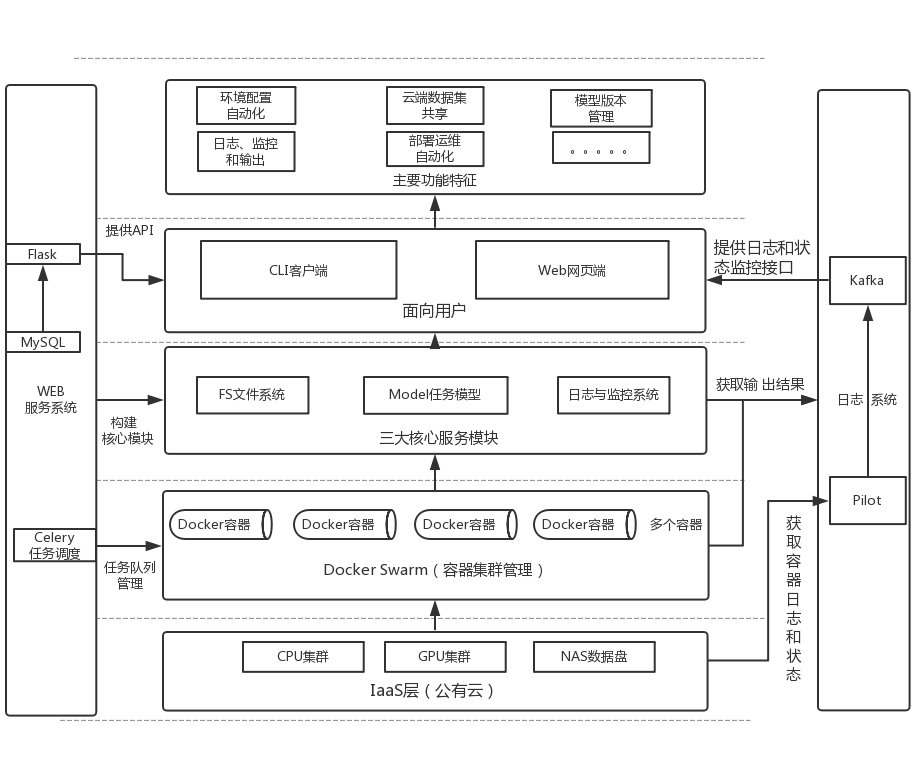 环境配置
自动化
云端数据集
共享
模型版本
管理
日志、监控
和输出
部署运维
自动化
。。。。。
主要功能特征
提供API
Flask
CLI客户端
Web网页端
面向用户
提供日志和状
态监控接口
Kafka
MySQL
WEB
服务系统
构建
核心模块
FS文件系统
Model任务模型
日志与监控系统
三大核心服务模块
获取输 出结果
日志 系统
Pilot
Celery
任务调度
任务队列
管理
Docker容器
Docker容器
Docker容器
Docker容器
多个容器
Docker Swarm（容器集群管理）
获
取
容
器
日
志
和
状
态
CPU集群
GPU集群
NAS数据盘
IaaS层（公有云）